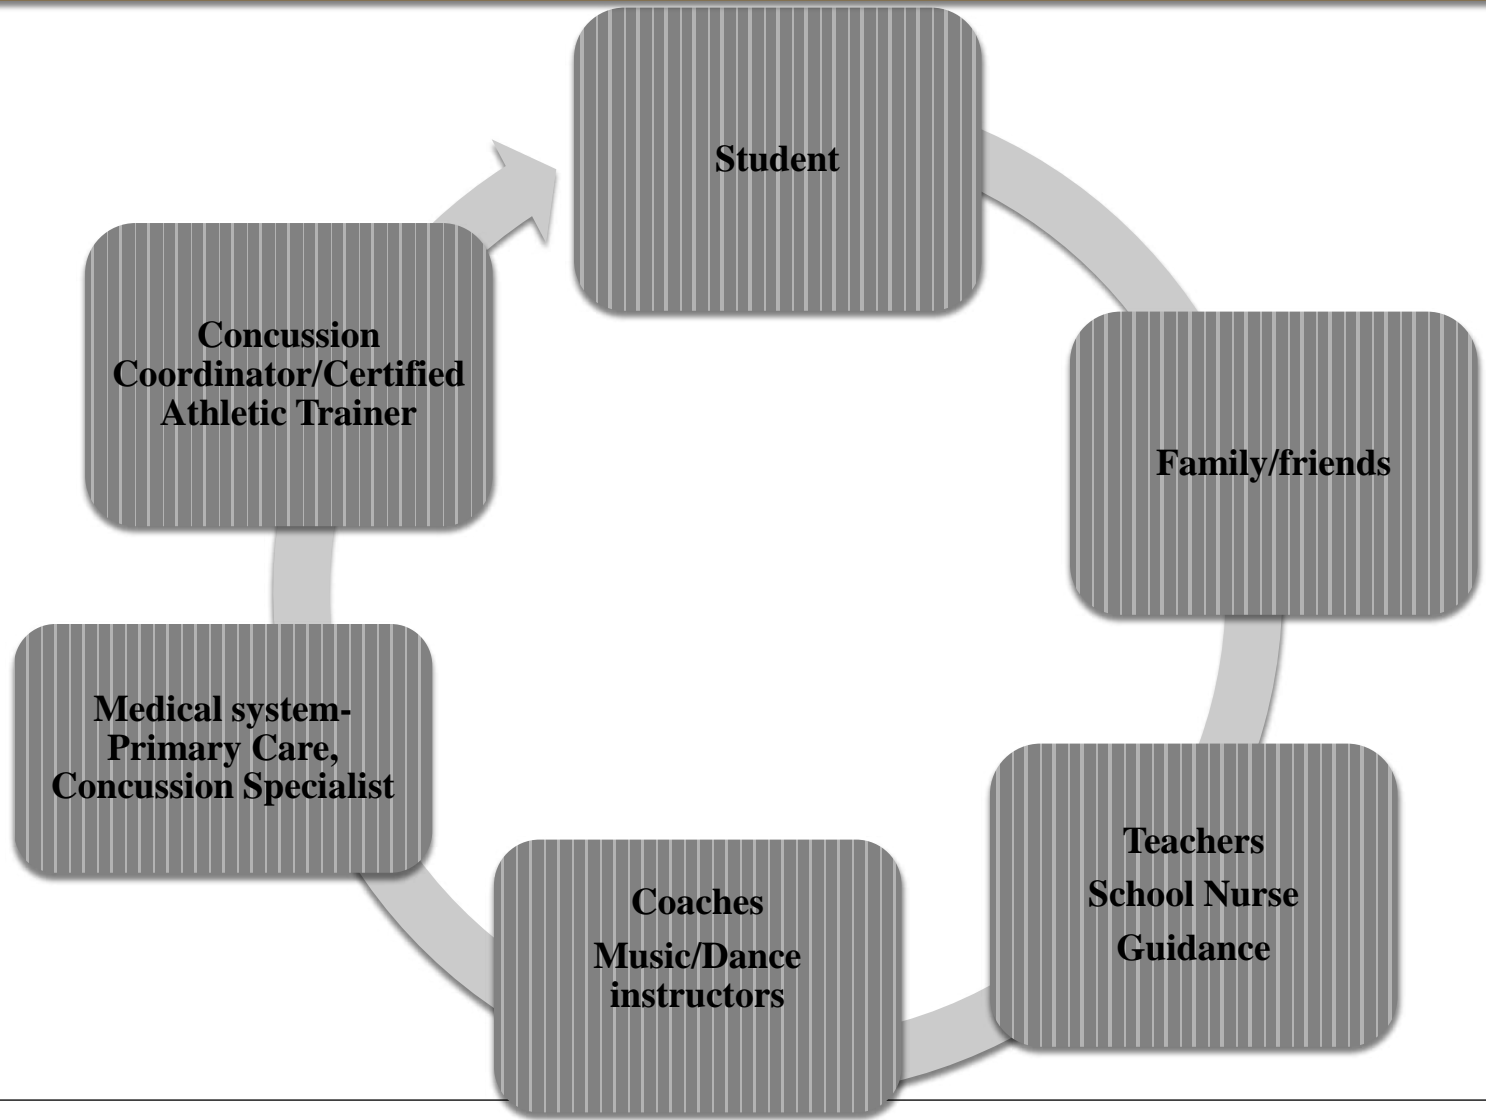 Student
Family/friends
Teachers
School Nurse
Guidance
Coaches
Music/Dance
instructors
Medical system-
Primary Care,
Concussion Specialist
Concussion
Coordinator/Certified
Athletic Trainer